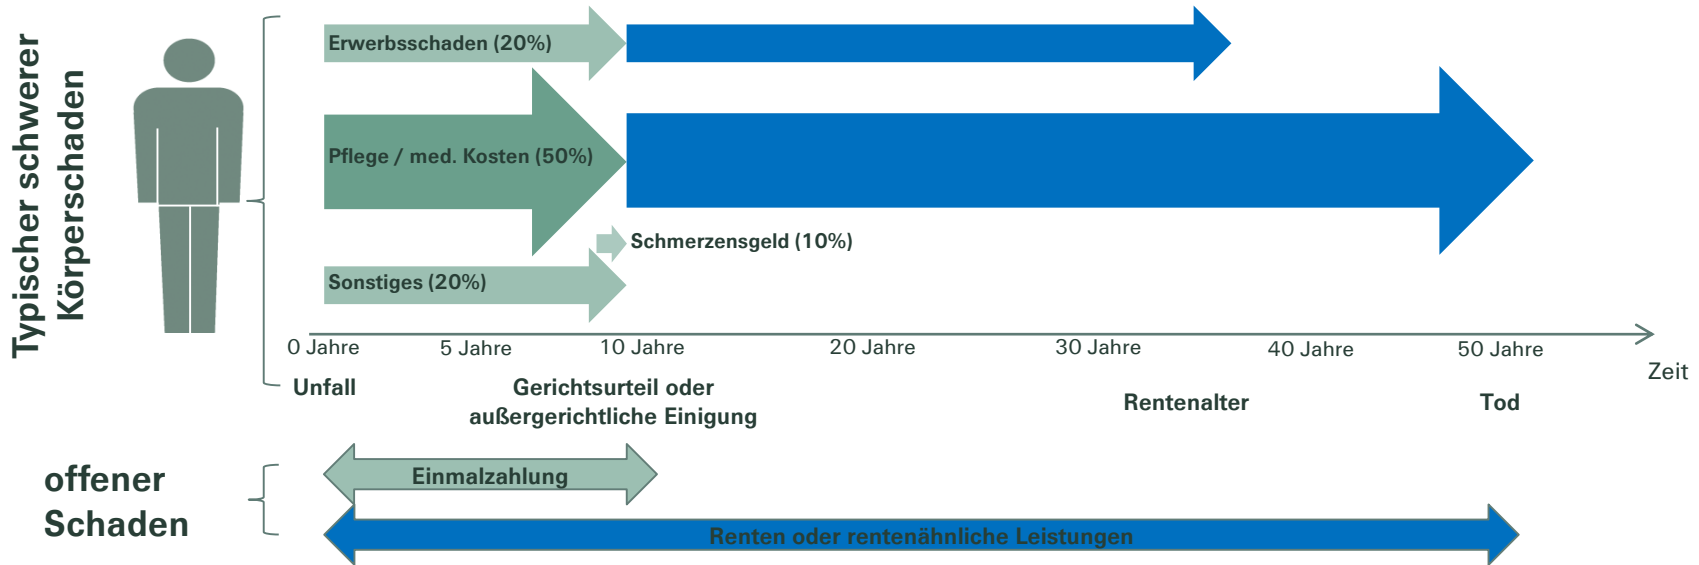 Typischer schwerer
Körperschaden
Erwerbsschaden (20%)
Pflege / med. Kosten (50%)
Schmerzensgeld (10%)
Sonstiges (20%)
0 Jahre
5 Jahre
10 Jahre
20 Jahre
30 Jahre
40 Jahre
50 Jahre
Zeit
Unfall
Gerichtsurteil oder
außergerichtliche Einigung
Rentenalter
Tod
offener
Schaden
Einmalzahlung
Renten oder rentenähnliche Leistungen